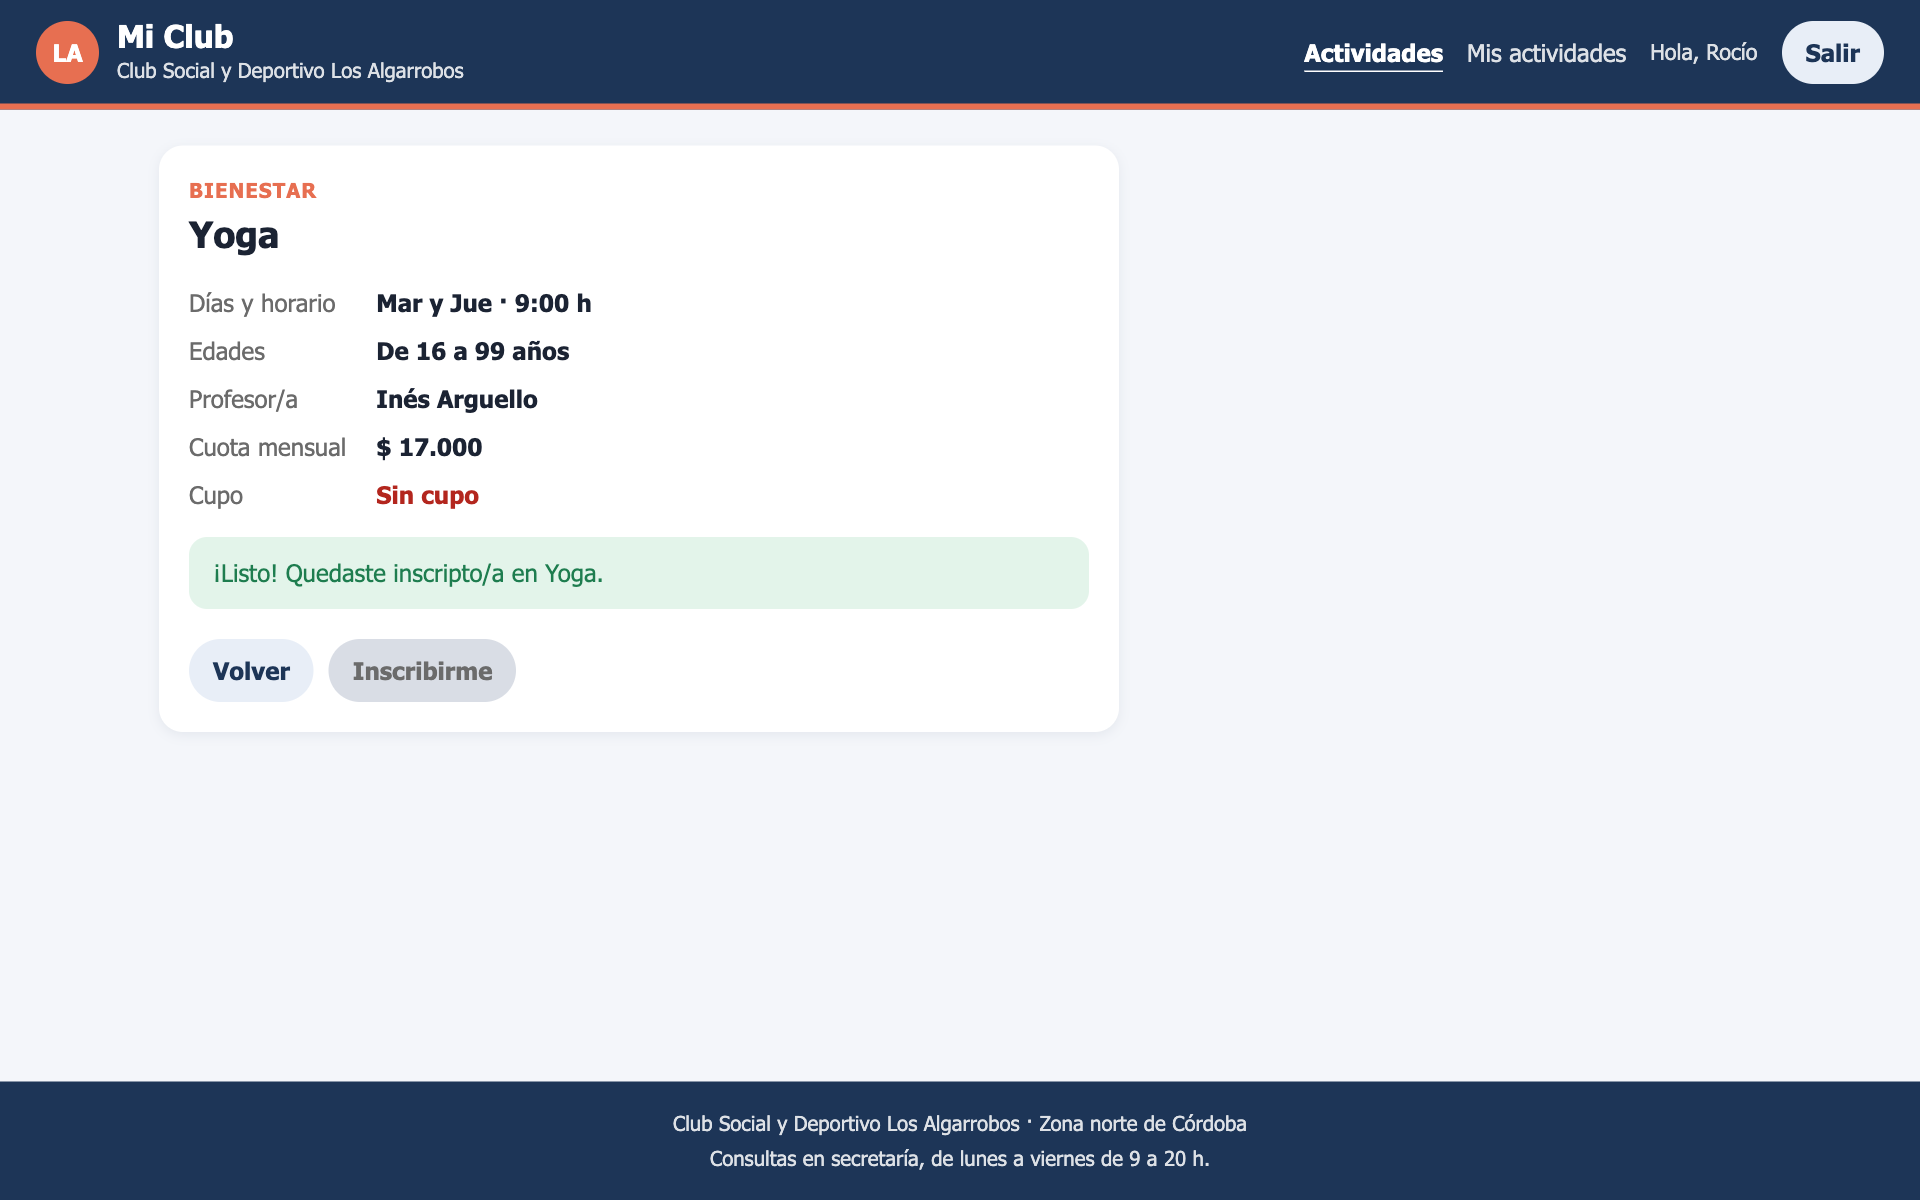 LA
Mi Club
Club Social y Deportivo Los Algarrobos
Actividades
Mis actividades
Hola, Rocío
Salir
BIENESTAR
Yoga
Días y horario Mar y Jue · 9:00 h
Edades De 16 a 99 años
Profesor/a Inés Arguello
Cuota mensual $ 17.000
Cupo Sin cupo
¡Listo! Quedaste inscripto/a en Yoga.
Volver
Inscribirme
Club Social y Deportivo Los Algarrobos · Zona norte de Córdoba
Consultas en secretaría, de lunes a viernes de 9 a 20 h.